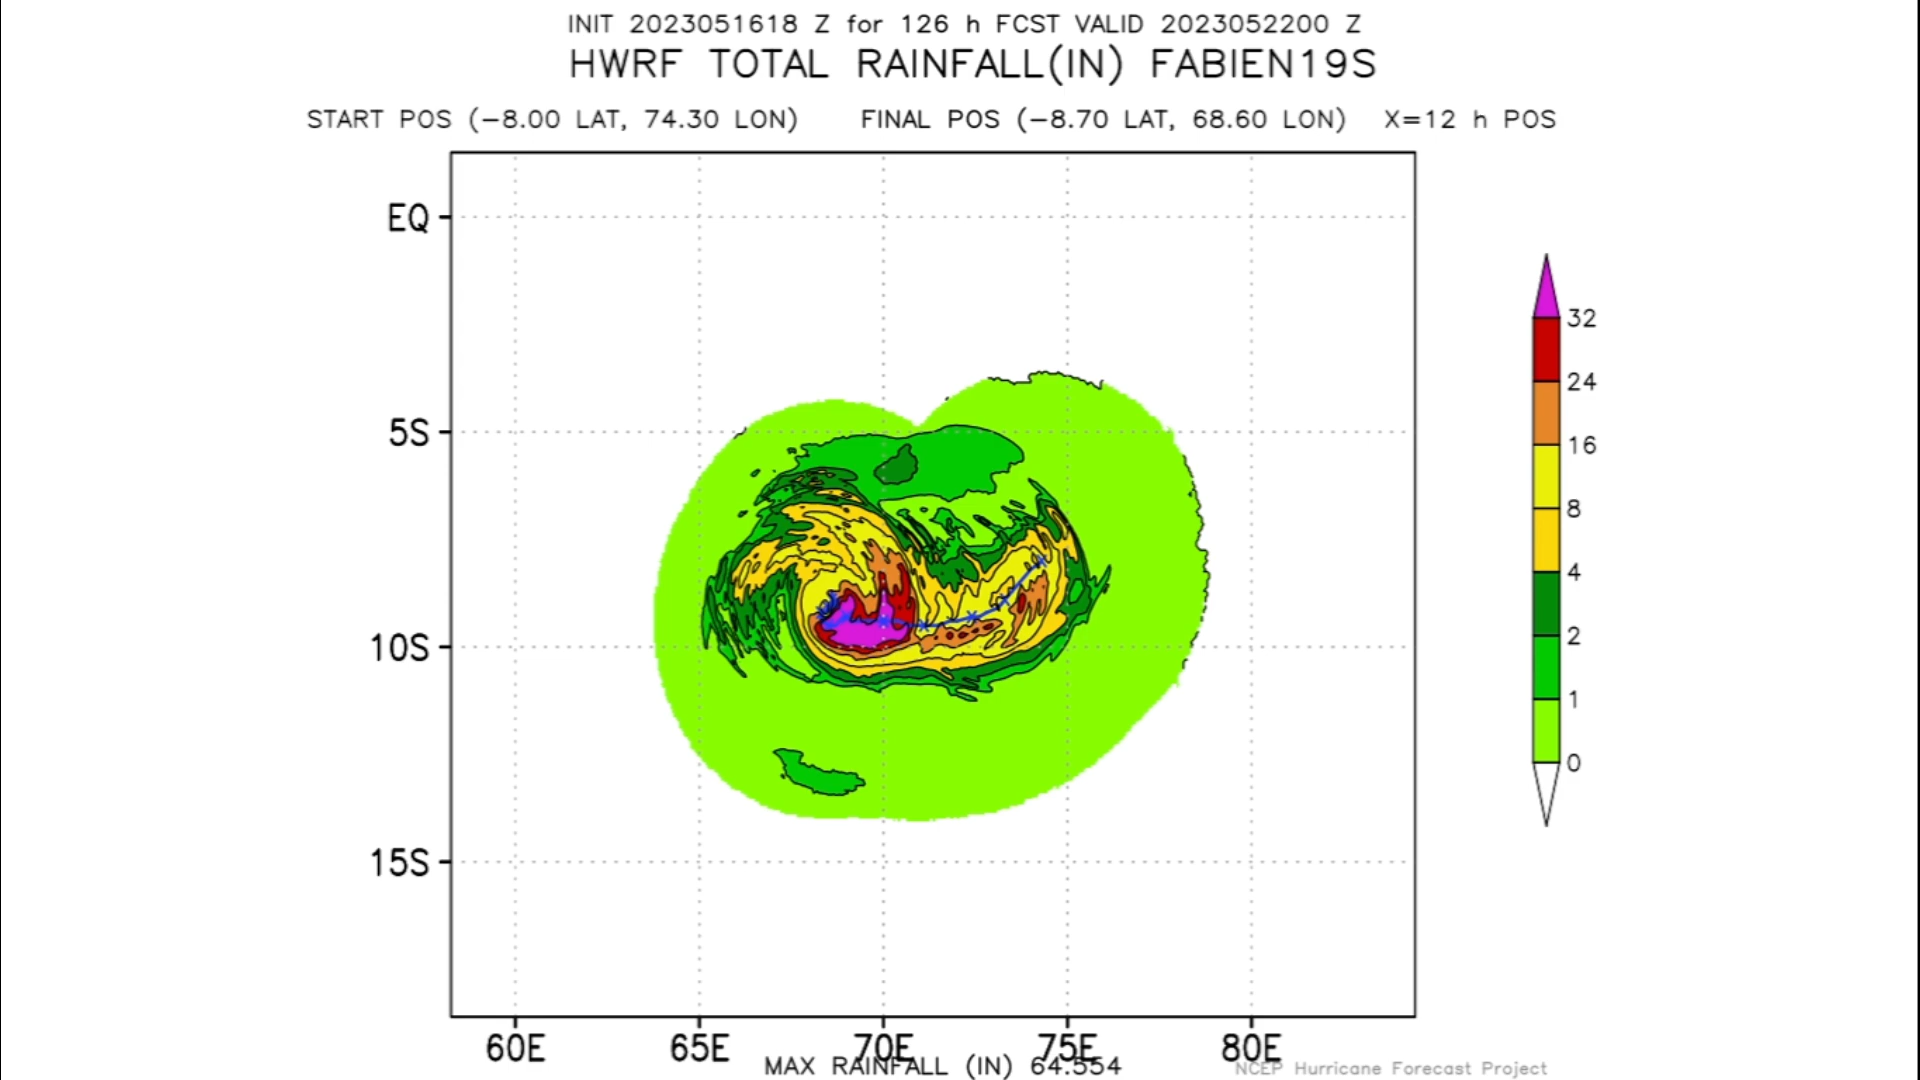 INIT 2023051618 Z for 126 h FCST VALID 2023052200 Z
HWRF TOTAL RAINFALL(IN) FABIEN19S
START POS (−8.00 LAT, 74.30 LON) FINAL POS (−8.70 LAT, 68.60 LON) X=12 h POS
EQ
5S
10S
15S
32
24
16
8
4
2
1
0
60E 65E 70E 75E 80E
MAX RAINFALL (IN) 64.554
NCEP Hurricane Forecast Project